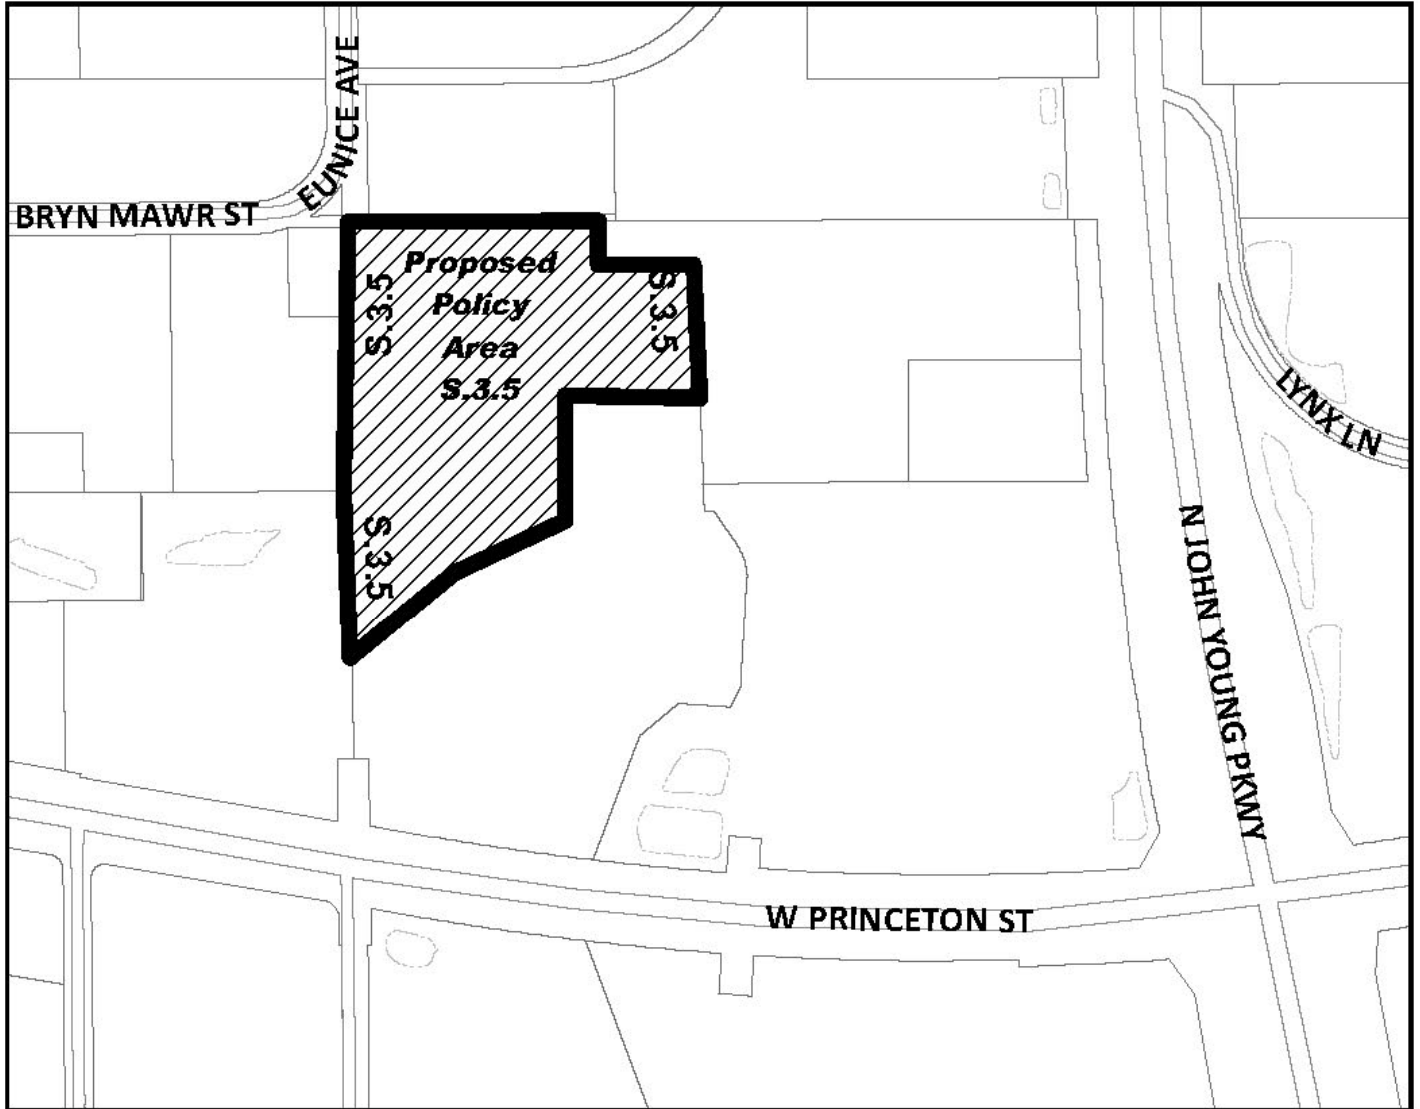 EUNICE AVE
BRYN MAWR ST
Proposed
Policy
Area
S.3.5
S.3.5
S.3.5
S.3.5
LYNX LN
N JOHN YOUNG PKWY
W PRINCETON ST